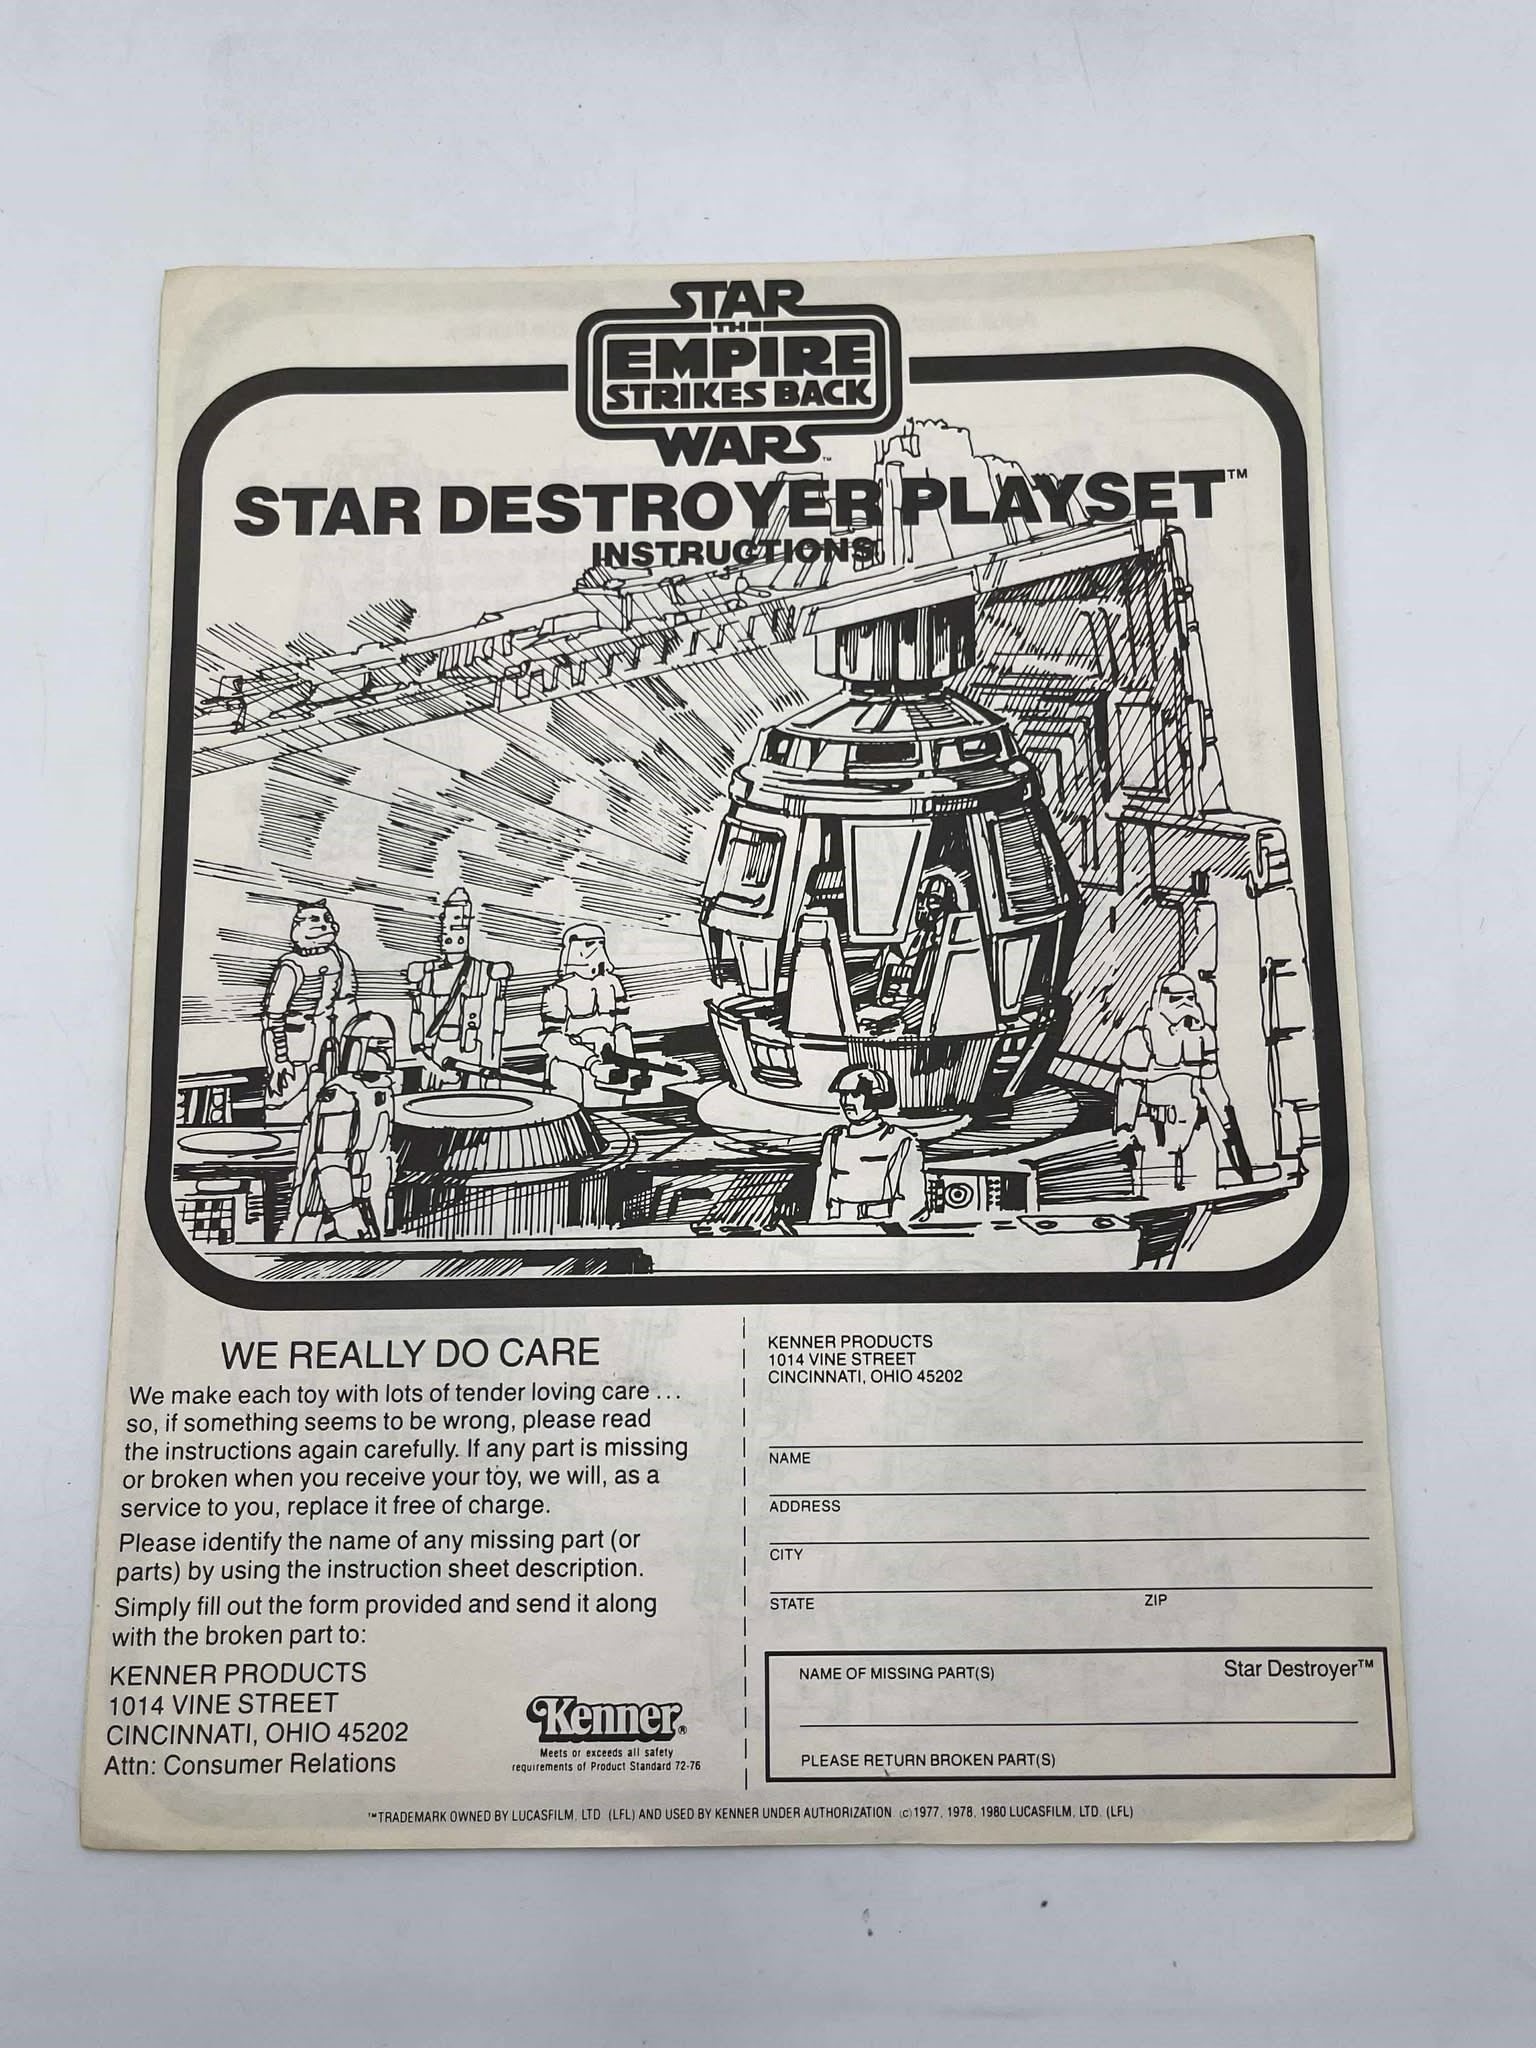 STAR
THE
EMPIRE
STRIKES BACK
WARS™
STAR DESTROYER PLAYSET™
INSTRUCTIONS
WE REALLY DO CARE
We make each toy with lots of tender loving care ...
so, if something seems to be wrong, please read
the instructions again carefully. If any part is missing
or broken when you receive your toy, we will, as a
service to you, replace it free of charge.
Please identify the name of any missing part (or
parts) by using the instruction sheet description.
Simply fill out the form provided and send it along
with the broken part to:
KENNER PRODUCTS
1014 VINE STREET
CINCINNATI, OHIO 45202
Attn: Consumer Relations
Kenner®
Meets or exceeds all safety
requirements of Product Standard 72-76
KENNER PRODUCTS
1014 VINE STREET
CINCINNATI, OHIO 45202
NAME
ADDRESS
CITY
STATE ZIP
NAME OF MISSING PART(S) Star Destroyer™
PLEASE RETURN BROKEN PART(S)
™TRADEMARK OWNED BY LUCASFILM, LTD (LFL) AND USED BY KENNER UNDER AUTHORIZATION (c) 1977, 1978, 1980 LUCASFILM, LTD. (LFL)